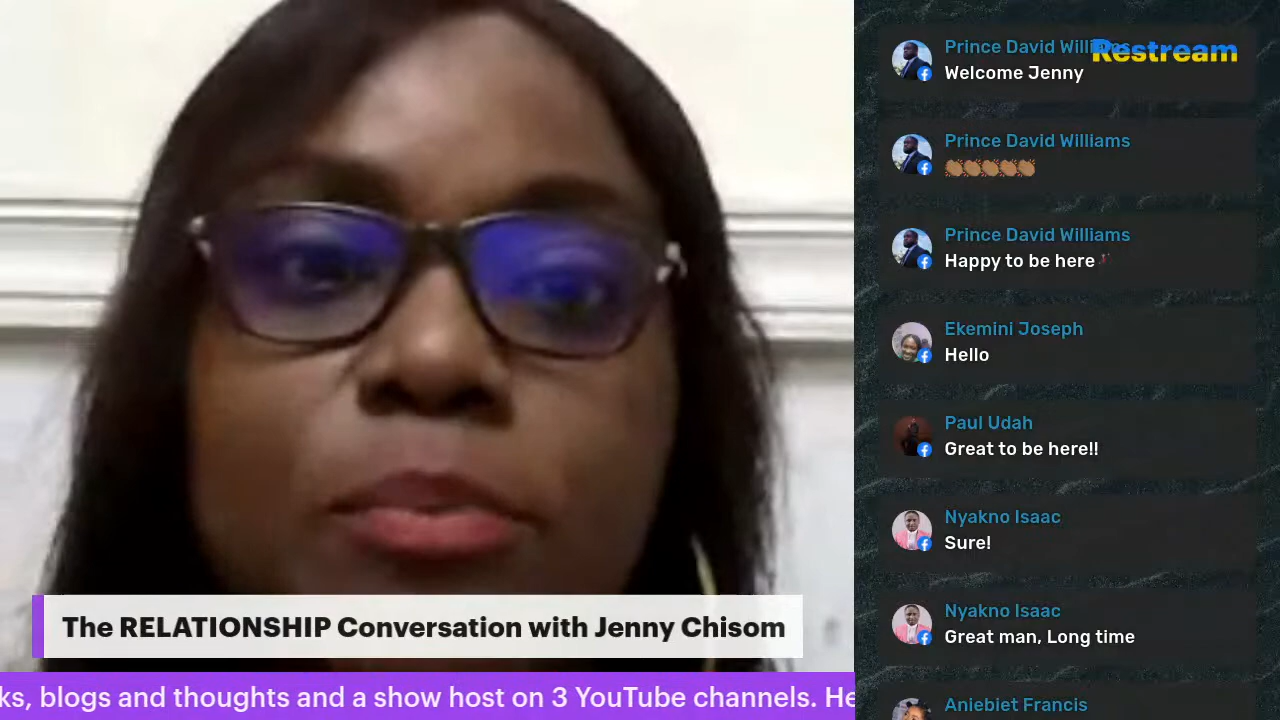 The RELATIONSHIP Conversation with Jenny Chisom
ks, blogs and thoughts and a show host on 3 YouTube channels. He
Restream
Prince David Williams
Welcome Jenny
Prince David Williams
👏🏽👏🏽👏🏽👏🏽👏🏽
Prince David Williams
Happy to be here
Ekemini Joseph
Hello
Paul Udah
Great to be here!!
Nyakno Isaac
Sure!
Nyakno Isaac
Great man, Long time
Aniebiet Francis